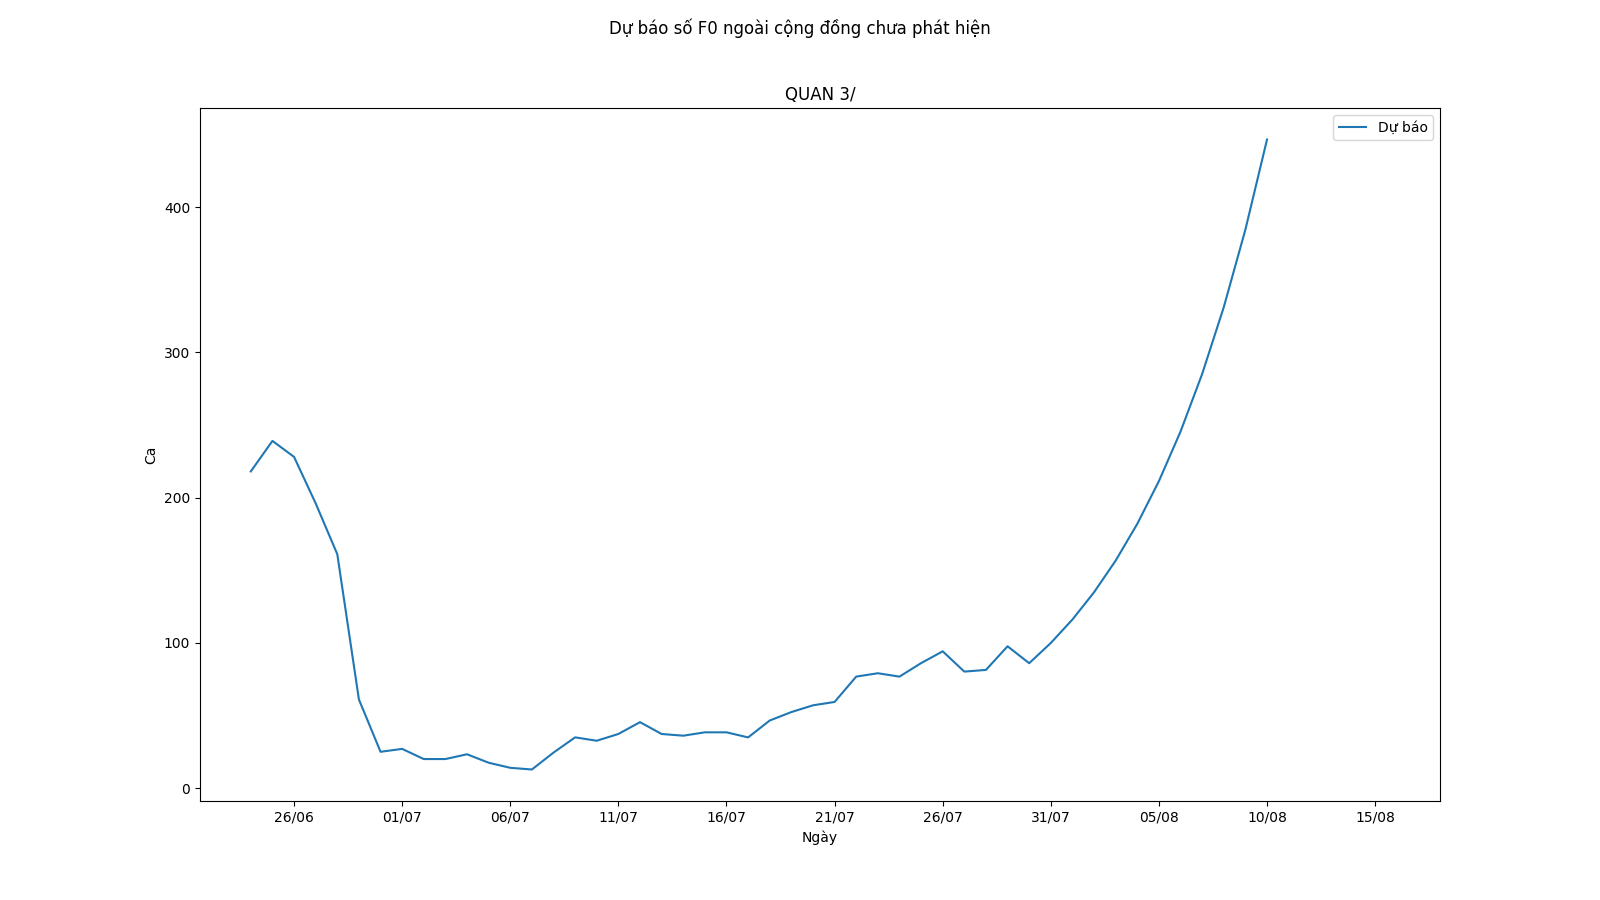 Dự báo số F0 ngoài cộng đồng chưa phát hiện
QUAN 3/
Dự báo
400
300
200
100
0
Ca
26/06 01/07 06/07 11/07 16/07 21/07 26/07 31/07 05/08 10/08 15/08
Ngày